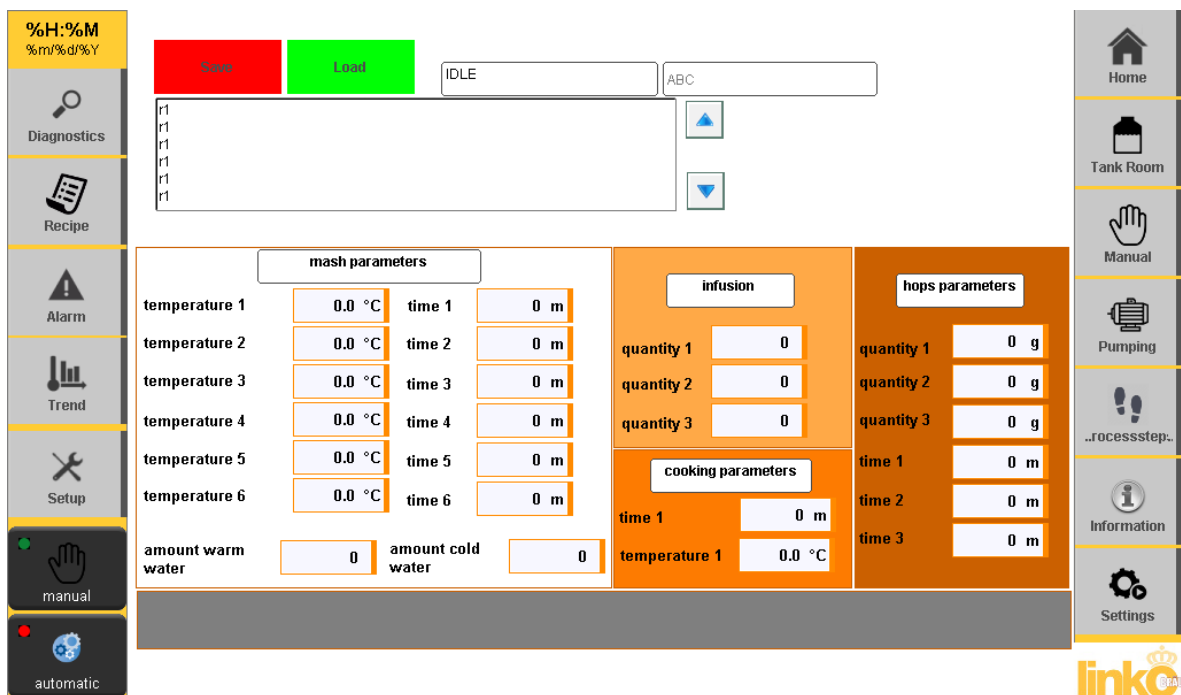 %H:%M
%m/%d/%Y
Diagnostics
Recipe
Alarm
Trend
Setup
manual
automatic
Save
Load
IDLE
ABC
r1
r1
r1
r1
r1
r1
mash parameters
temperature 1 0.0 °C time 1 0 m
temperature 2 0.0 °C time 2 0 m
temperature 3 0.0 °C time 3 0 m
temperature 4 0.0 °C time 4 0 m
temperature 5 0.0 °C time 5 0 m
temperature 6 0.0 °C time 6 0 m
amount warm
water
0
amount cold
water
0
infusion
quantity 1 0
quantity 2 0
quantity 3 0
cooking parameters
time 1 0 m
temperature 1 0.0 °C
hops parameters
quantity 1 0 g
quantity 2 0 g
quantity 3 0 g
time 1 0 m
time 2 0 m
time 3 0 m
Home
Tank Room
Manual
Pumping
..rocessstep..
Information
Settings
link